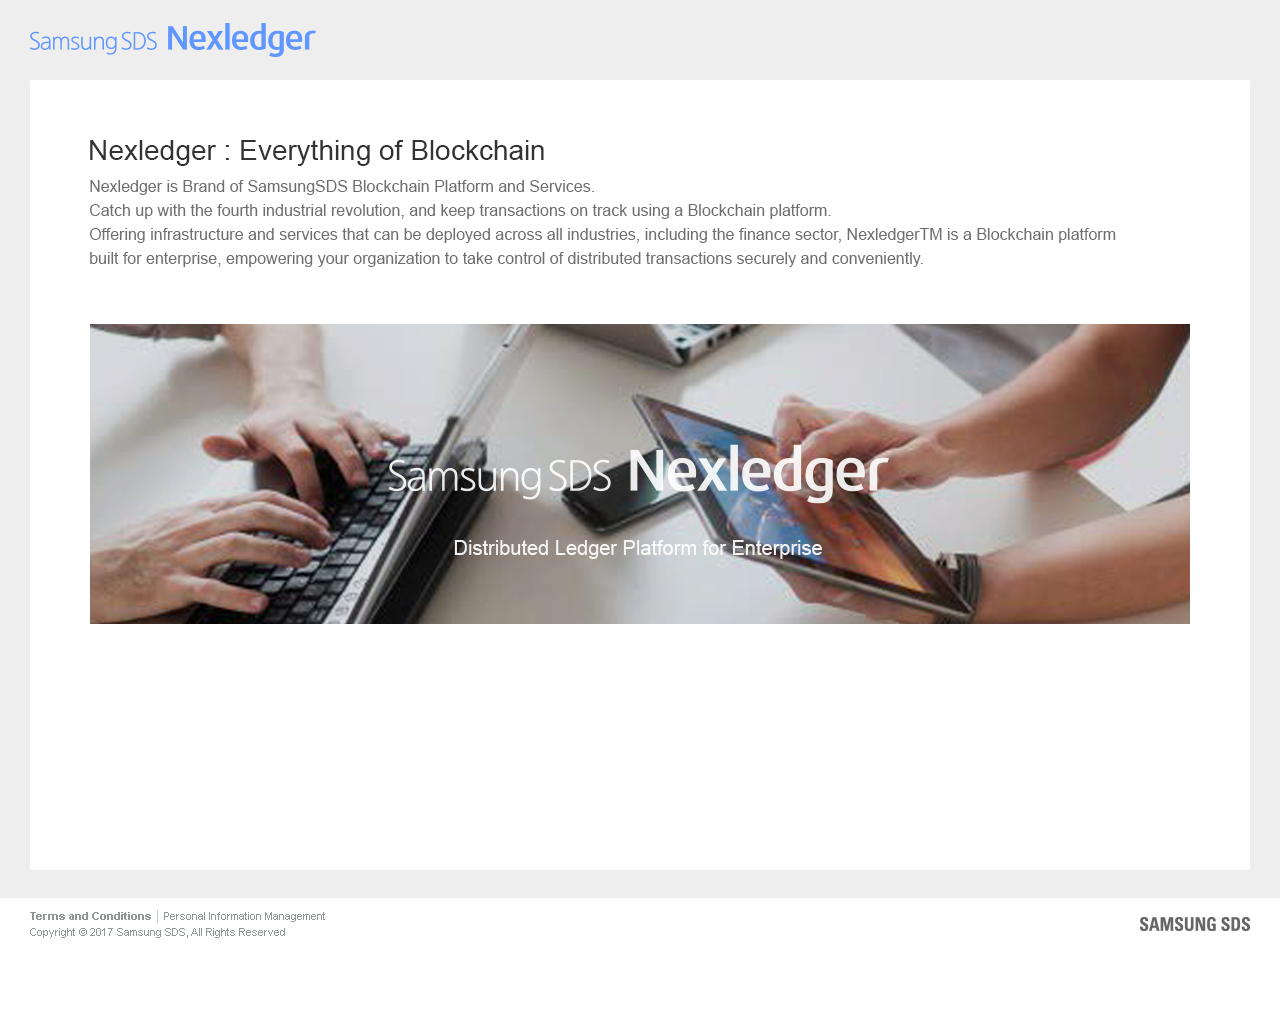 Samsung SDS Nexledger
Nexledger : Everything of Blockchain
Nexledger is Brand of SamsungSDS Blockchain Platform and Services.
Catch up with the fourth industrial revolution, and keep transactions on track using a Blockchain platform.
Offering infrastructure and services that can be deployed across all industries, including the finance sector, NexledgerTM is a Blockchain platform
built for enterprise, empowering your organization to take control of distributed transactions securely and conveniently.
Samsung SDS Nexledger
Distributed Ledger Platform for Enterprise
Terms and Conditions | Personal Information Management
Copyright © 2017 Samsung SDS, All Rights Reserved
SAMSUNG SDS